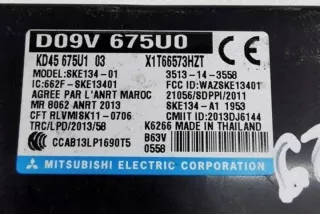 D09V 675U0
KD45 675U1 03 X1T66573HZT
MODEL:SKE134-01 3513-14-3558
IC:662F-SKE13401 FCC ID:WAZSKE13401
AGREE PAR L'ANRT MAROC 21056/SDPPI/2011
MR 8062 ANRT 2013 SKE134-A1 1953
CFT RLVMISK11-0706 CMIIT ID:2013DJ6144
TRC/LPD/2013/58 K6266 MADE IN THAILAND
CCAB13LP1690T5 B63V
0558
MITSUBISHI ELECTRIC CORPORATION